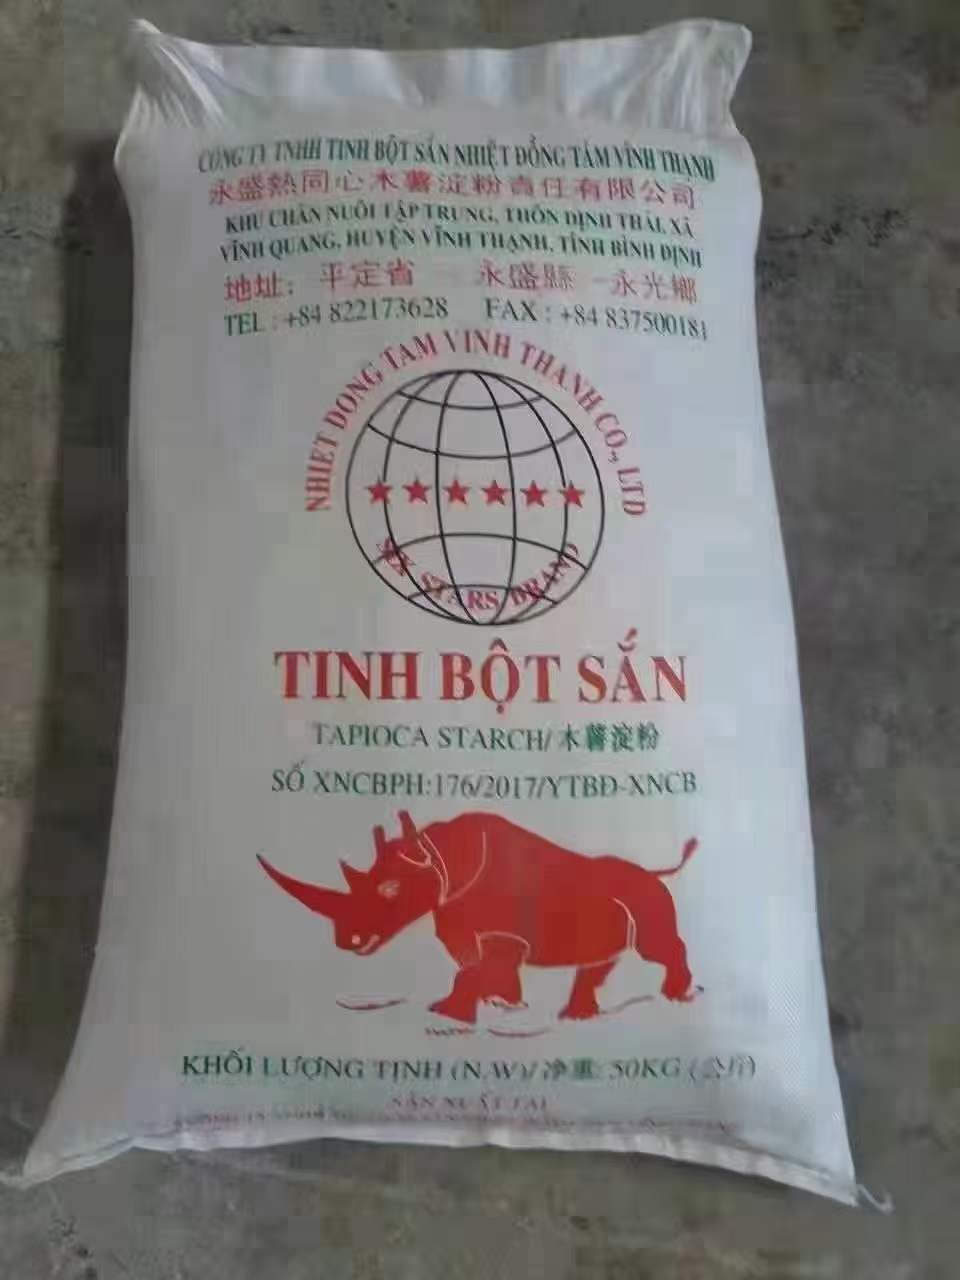 CÔNG TY TNHH TINH BỘT SẮN NHIỆT ĐỒNG TÂM VĨNH THẠNH
永盛熱同心木薯淀粉責任有限公司
KHU CHĂN NUÔI TẬP TRUNG, THÔN ĐỊNH THÁI, XÃ
VĨNH QUANG, HUYỆN VĨNH THẠNH, TỈNH BÌNH ĐỊNH
地址: 平定省 - 永盛縣 - 永光鄉
TEL : +84 822173628 FAX : +84 837500181
NHIET DONG TAM VINH THANH CO., LTD
SIX STARS BRAND
TINH BỘT SẮN
TAPIOCA STARCH/ 木薯淀粉
SỐ XNCBPH:176/2017/YTBĐ-XNCB
KHỐI LƯỢNG TỊNH (N.W)/ 净重: 50KG (公斤)
SẢN XUẤT TẠI